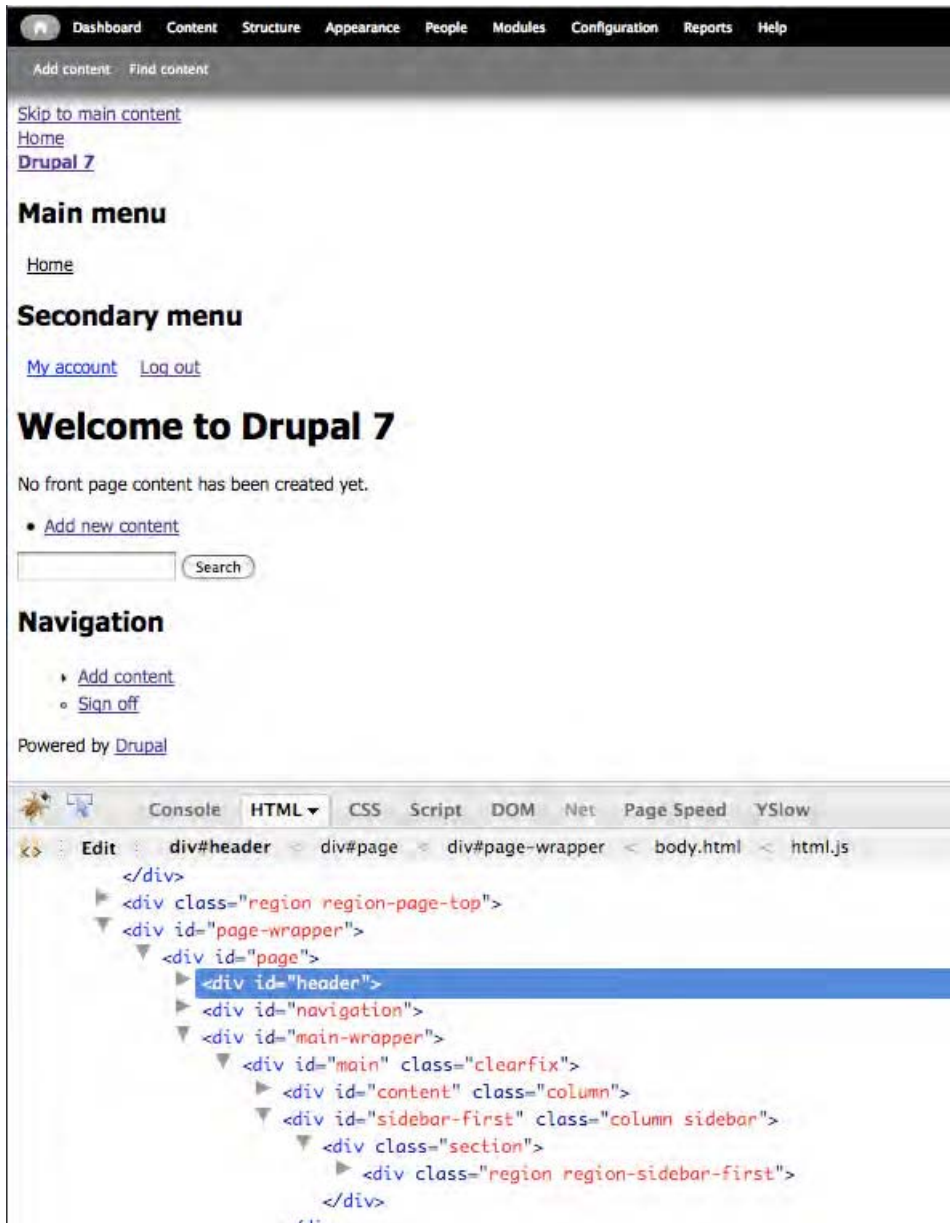 Dashboard Content Structure Appearance People Modules Configuration Reports Help
Add content Find content
Skip to main content
Home
Drupal 7
Main menu
Home
Secondary menu
My account Log out
Welcome to Drupal 7
No front page content has been created yet.
• Add new content
Search
Navigation
Add content
Sign off
Powered by Drupal
Console HTML CSS Script DOM Net Page Speed YSlow
Edit div#header < div#page < div#page-wrapper < body.html < html.js
</div>
<div class="region region-page-top">
<div id="page-wrapper">
<div id="page">
<div id="header">
<div id="navigation">
<div id="main-wrapper">
<div id="main" class="clearfix">
<div id="content" class="column">
<div id="sidebar-first" class="column sidebar">
<div class="section">
<div class="region region-sidebar-first">
</div>